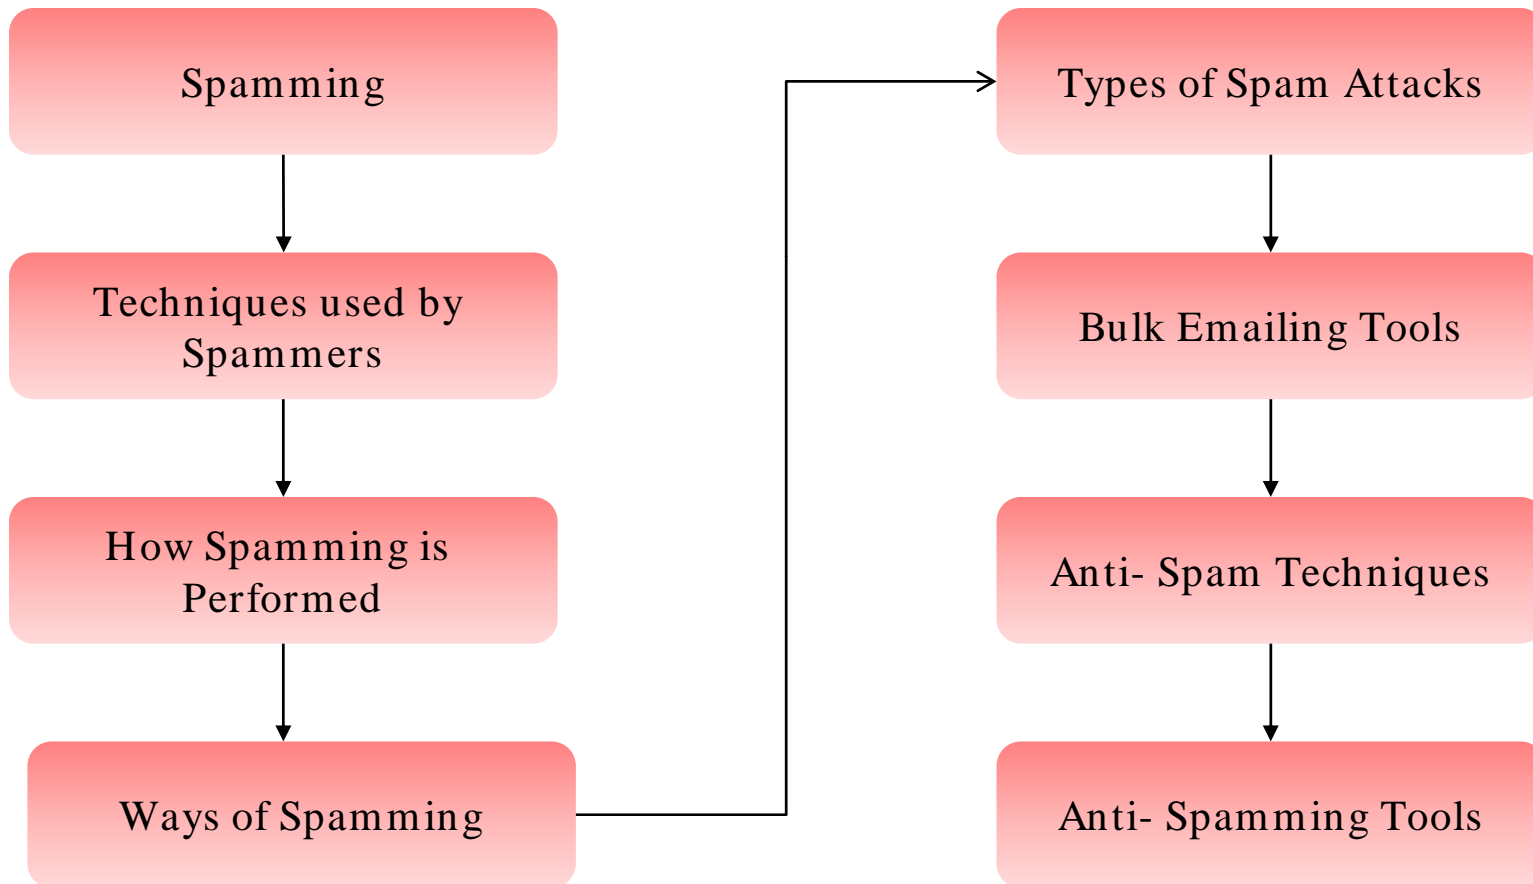 Spamming
Techniques used by
Spammers
How Spamming is
Performed
Ways of Spamming
Types of Spam Attacks
Bulk Emailing Tools
Anti- Spam Techniques
Anti- Spamming Tools